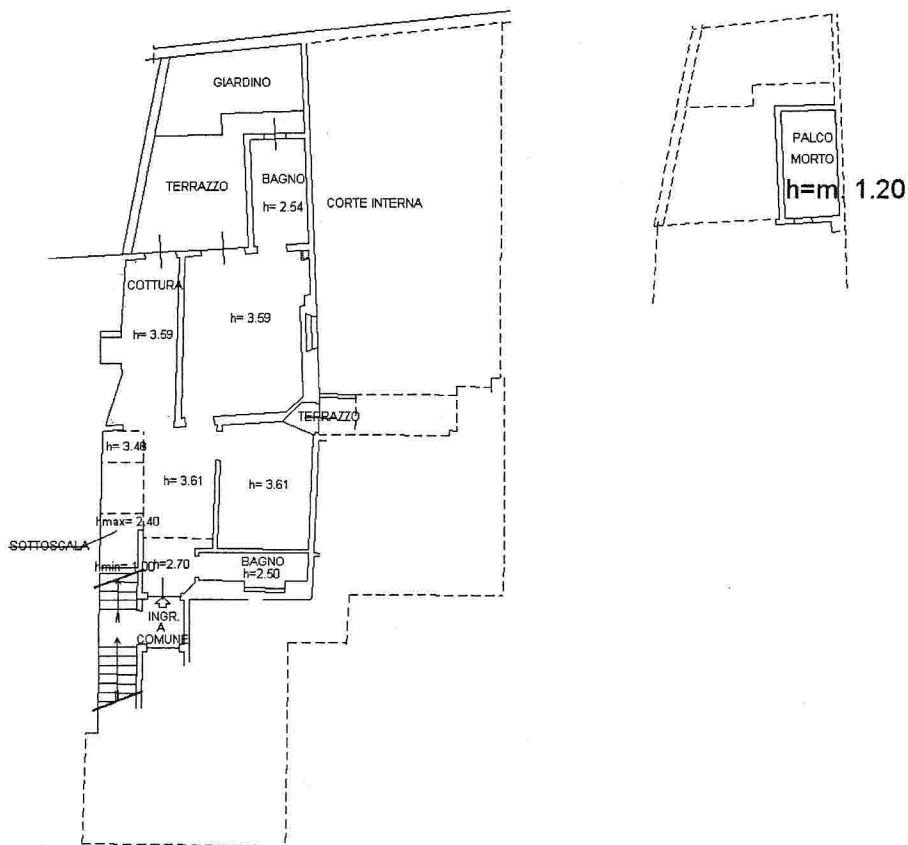 GIARDINO
TERRAZZO
BAGNO
h= 2.54
CORTE INTERNA
COTTURA
h= 3.59
h= 3.59
TERRAZZO
h= 3.48
h= 3.61
h= 3.61
hmax= 2.40
SOTTOSCALA
hmin= 1.00
h=2.70
BAGNO
h=2.50
INGR.
A
COMUNE
PALCO
MORTO
h=m 1.20